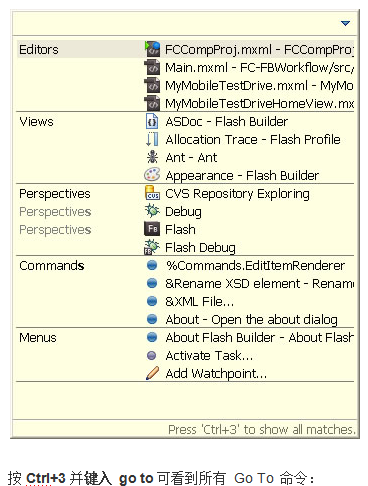 Editors FCCompProj.mxml - FCCompProj
Main.mxml - FC-FBWorkflow/src/
MyMobileTestDrive.mxml - MyMo
MyMobileTestDriveHomeView.mx
Views ASDoc - Flash Builder
Allocation Trace - Flash Profile
Ant - Ant
Appearance - Flash Builder
Perspectives CVS Repository Exploring
Perspectives Debug
Perspectives Flash
Flash Debug
Commands %Commands.EditItemRenderer
&Rename XSD element - Renam
&XML File...
About - Open the about dialog
Menus About Flash Builder - About Flash
Activate Task...
Add Watchpoint...
Press 'Ctrl+3' to show all matches.
按 Ctrl+3 并键入 go to 可看到所有 Go To 命令：